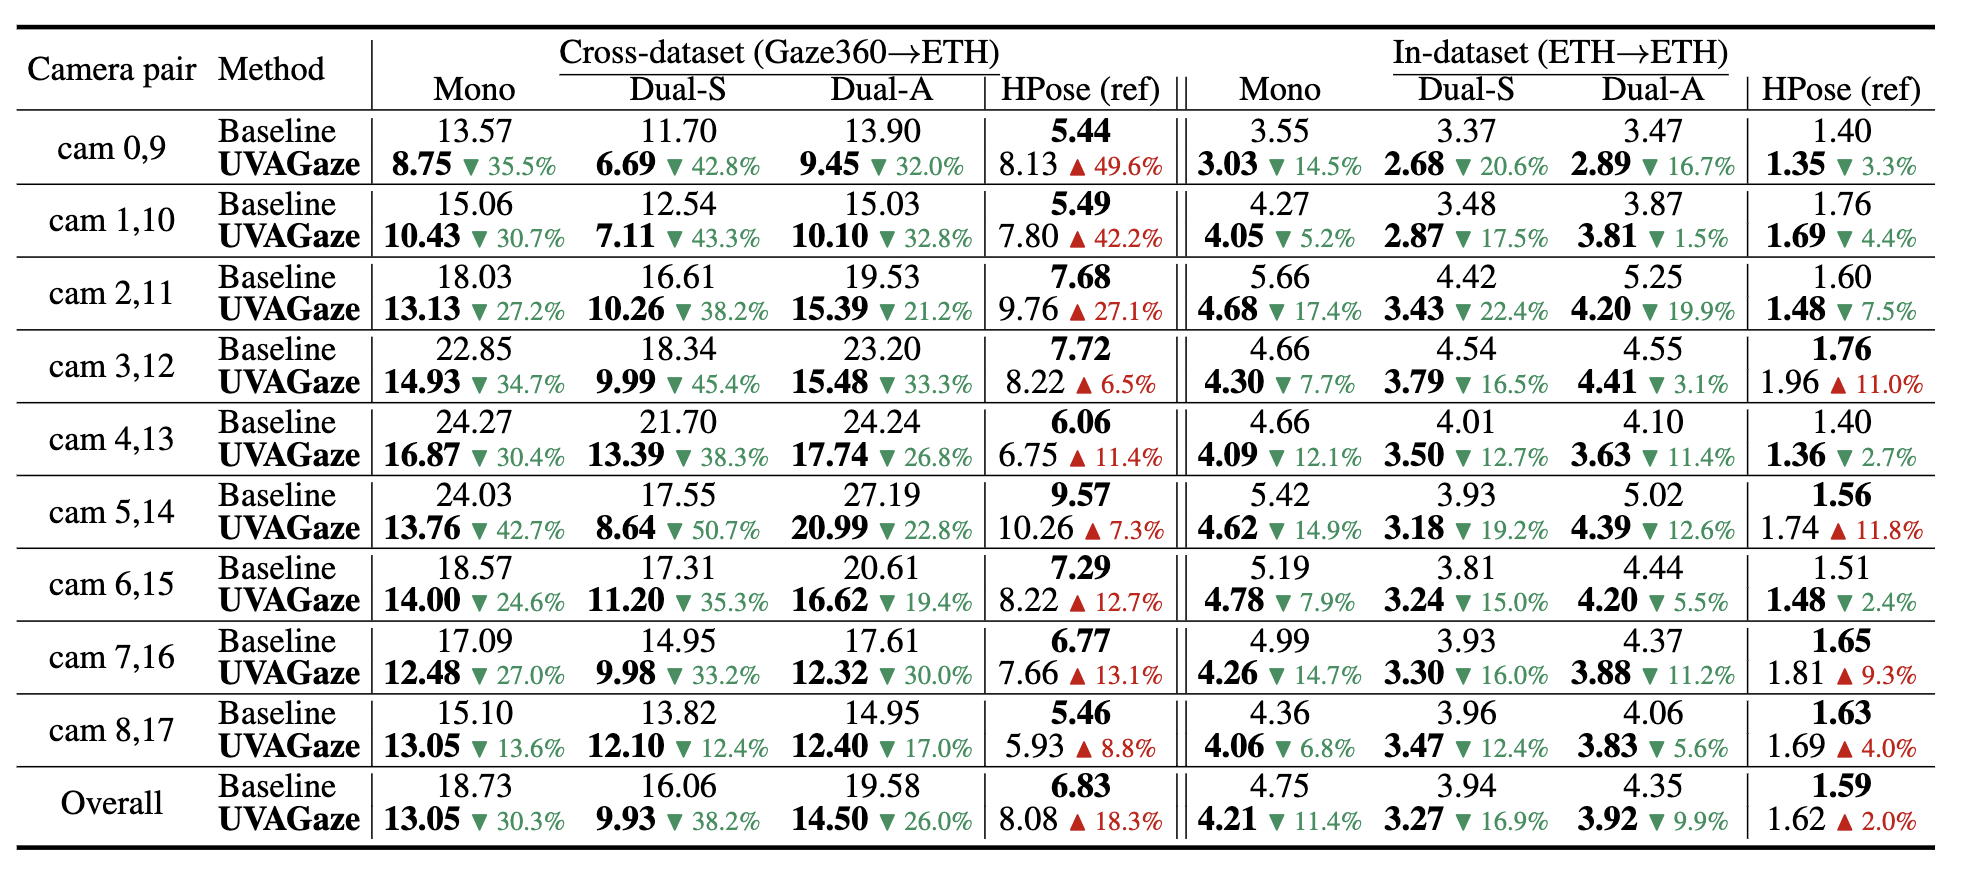 Camera pair Method Cross-dataset (Gaze360→ETH) In-dataset (ETH→ETH)
Mono Dual-S Dual-A HPose (ref) Mono Dual-S Dual-A HPose (ref)
cam 0,9 Baseline 13.57 11.70 13.90 5.44 3.55 3.37 3.47 1.40
UVAGaze 8.75 ▼ 35.5% 6.69 ▼ 42.8% 9.45 ▼ 32.0% 8.13 ▲ 49.6% 3.03 ▼ 14.5% 2.68 ▼ 20.6% 2.89 ▼ 16.7% 1.35 ▼ 3.3%
cam 1,10 Baseline 15.06 12.54 15.03 5.49 4.27 3.48 3.87 1.76
UVAGaze 10.43 ▼ 30.7% 7.11 ▼ 43.3% 10.10 ▼ 32.8% 7.80 ▲ 42.2% 4.05 ▼ 5.2% 2.87 ▼ 17.5% 3.81 ▼ 1.5% 1.69 ▼ 4.4%
cam 2,11 Baseline 18.03 16.61 19.53 7.68 5.66 4.42 5.25 1.60
UVAGaze 13.13 ▼ 27.2% 10.26 ▼ 38.2% 15.39 ▼ 21.2% 9.76 ▲ 27.1% 4.68 ▼ 17.4% 3.43 ▼ 22.4% 4.20 ▼ 19.9% 1.48 ▼ 7.5%
cam 3,12 Baseline 22.85 18.34 23.20 7.72 4.66 4.54 4.55 1.76
UVAGaze 14.93 ▼ 34.7% 9.99 ▼ 45.4% 15.48 ▼ 33.3% 8.22 ▲ 6.5% 4.30 ▼ 7.7% 3.79 ▼ 16.5% 4.41 ▼ 3.1% 1.96 ▲ 11.0%
cam 4,13 Baseline 24.27 21.70 24.24 6.06 4.66 4.01 4.10 1.40
UVAGaze 16.87 ▼ 30.4% 13.39 ▼ 38.3% 17.74 ▼ 26.8% 6.75 ▲ 11.4% 4.09 ▼ 12.1% 3.50 ▼ 12.7% 3.63 ▼ 11.4% 1.36 ▼ 2.7%
cam 5,14 Baseline 24.03 17.55 27.19 9.57 5.42 3.93 5.02 1.56
UVAGaze 13.76 ▼ 42.7% 8.64 ▼ 50.7% 20.99 ▼ 22.8% 10.26 ▲ 7.3% 4.62 ▼ 14.9% 3.18 ▼ 19.2% 4.39 ▼ 12.6% 1.74 ▲ 11.8%
cam 6,15 Baseline 18.57 17.31 20.61 7.29 5.19 3.81 4.44 1.51
UVAGaze 14.00 ▼ 24.6% 11.20 ▼ 35.3% 16.62 ▼ 19.4% 8.22 ▲ 12.7% 4.78 ▼ 7.9% 3.24 ▼ 15.0% 4.20 ▼ 5.5% 1.48 ▼ 2.4%
cam 7,16 Baseline 17.09 14.95 17.61 6.77 4.99 3.93 4.37 1.65
UVAGaze 12.48 ▼ 27.0% 9.98 ▼ 33.2% 12.32 ▼ 30.0% 7.66 ▲ 13.1% 4.26 ▼ 14.7% 3.30 ▼ 16.0% 3.88 ▼ 11.2% 1.81 ▲ 9.3%
cam 8,17 Baseline 15.10 13.82 14.95 5.46 4.36 3.96 4.06 1.63
UVAGaze 13.05 ▼ 13.6% 12.10 ▼ 12.4% 12.40 ▼ 17.0% 5.93 ▲ 8.8% 4.06 ▼ 6.8% 3.47 ▼ 12.4% 3.83 ▼ 5.6% 1.69 ▲ 4.0%
Overall Baseline 18.73 16.06 19.58 6.83 4.75 3.94 4.35 1.59
UVAGaze 13.05 ▼ 30.3% 9.93 ▼ 38.2% 14.50 ▼ 26.0% 8.08 ▲ 18.3% 4.21 ▼ 11.4% 3.27 ▼ 16.9% 3.92 ▼ 9.9% 1.62 ▲ 2.0%